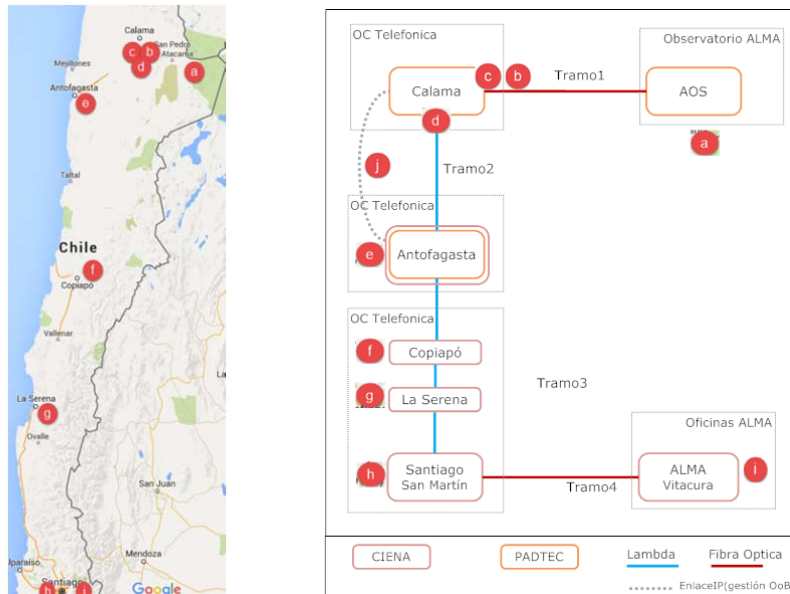 Calama
c
b
San Pedro
Atacama
d
a
Mejillones
Antofagasta
e
Taltal
Chile
f
Copiapó
Vallenar
La Serena
g
Ovalle
San Juan
La
Mendoza
alparaíso
Santiago
h
i
Google
OC Telefonica
Observatorio ALMA
c
b
Tramo1
Calama
AOS
d
a
j
Tramo2
OC Telefonica
e
Antofagasta
OC Telefonica
f
Copiapó
g
La Serena
Tramo3
Oficinas ALMA
h
Santiago
San Martín
Tramo4
ALMA
Vitacura
i
CIENA
PADTEC
Lambda
Fibra Optica
EnlaceIP(gestión OoB